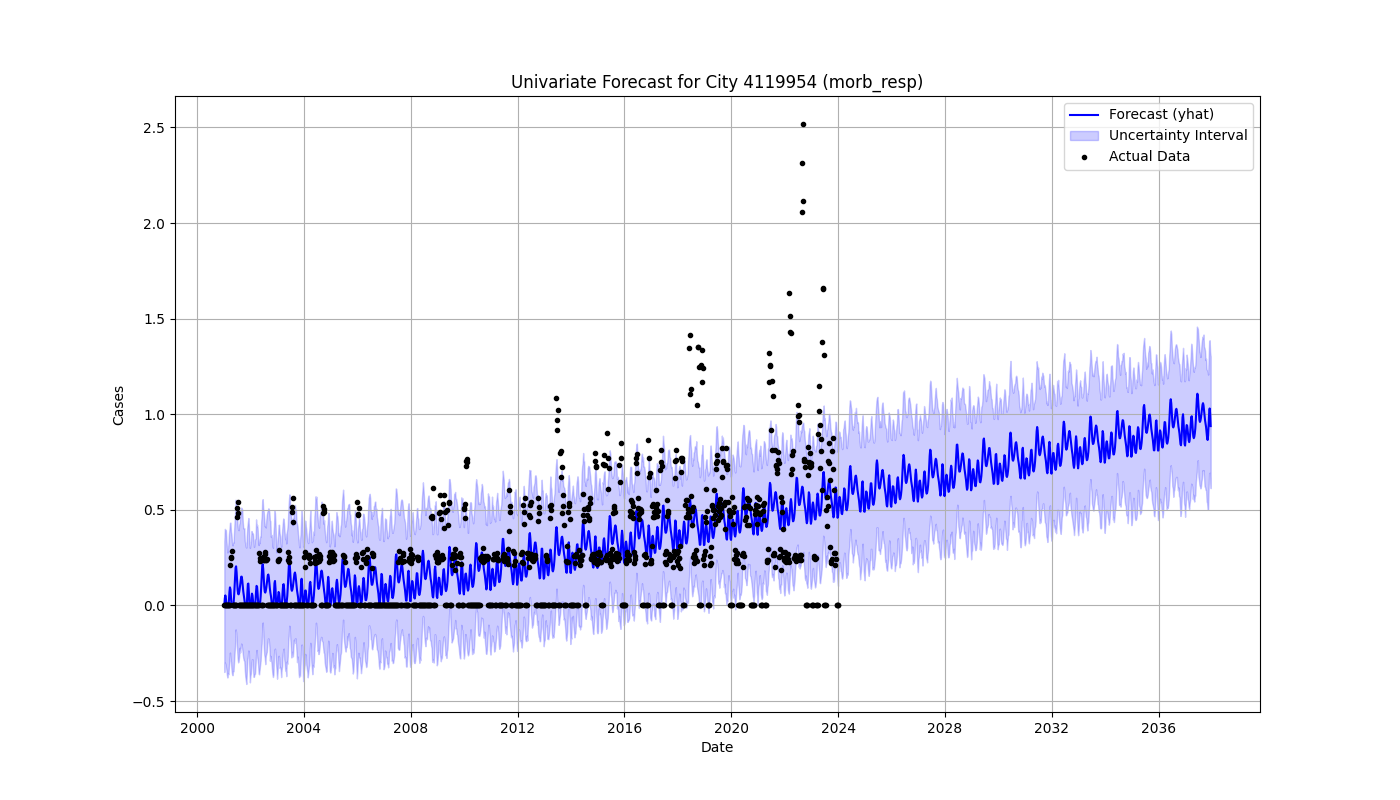 Univariate Forecast for City 4119954 (morb_resp)
Forecast (yhat)
Uncertainty Interval
Actual Data
2.5
2.0
1.5
1.0
0.5
0.0
−0.5
Cases
2000 2004 2008 2012 2016 2020 2024 2028 2032 2036
Date